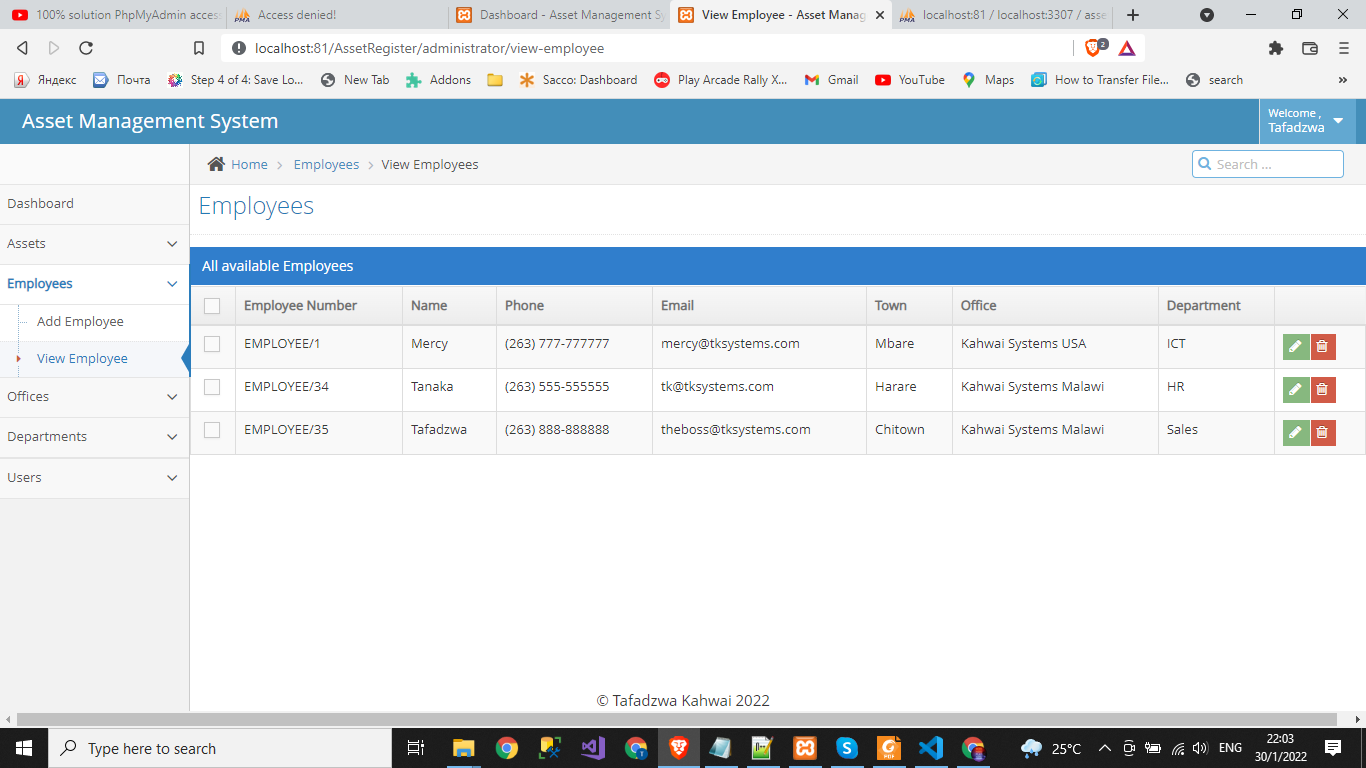 100% solution PhpMyAdmin acces
Access denied!
Dashboard - Asset Management Sy
View Employee - Asset Manag
localhost:81 / localhost:3307 / asse
localhost:81/AssetRegister/administrator/view-employee
2
Яндекс
Почта
Step 4 of 4: Save Lo...
New Tab
Addons
Sacco: Dashboard
Play Arcade Rally X...
Gmail
YouTube
Maps
How to Transfer File...
search
Asset Management System
Welcome ,
Tafadzwa
Home
Employees
View Employees
Search ...
Dashboard
Assets
Employees
Add Employee
View Employee
Offices
Departments
Users
Employees
All available Employees
Employee Number Name Phone Email Town Office Department
EMPLOYEE/1 Mercy (263) 777-777777 mercy@tksystems.com Mbare Kahwai Systems USA ICT
EMPLOYEE/34 Tanaka (263) 555-555555 tk@tksystems.com Harare Kahwai Systems Malawi HR
EMPLOYEE/35 Tafadzwa (263) 888-888888 theboss@tksystems.com Chitown Kahwai Systems Malawi Sales
© Tafadzwa Kahwai 2022
Type here to search
25°C
ENG
22:03
30/1/2022